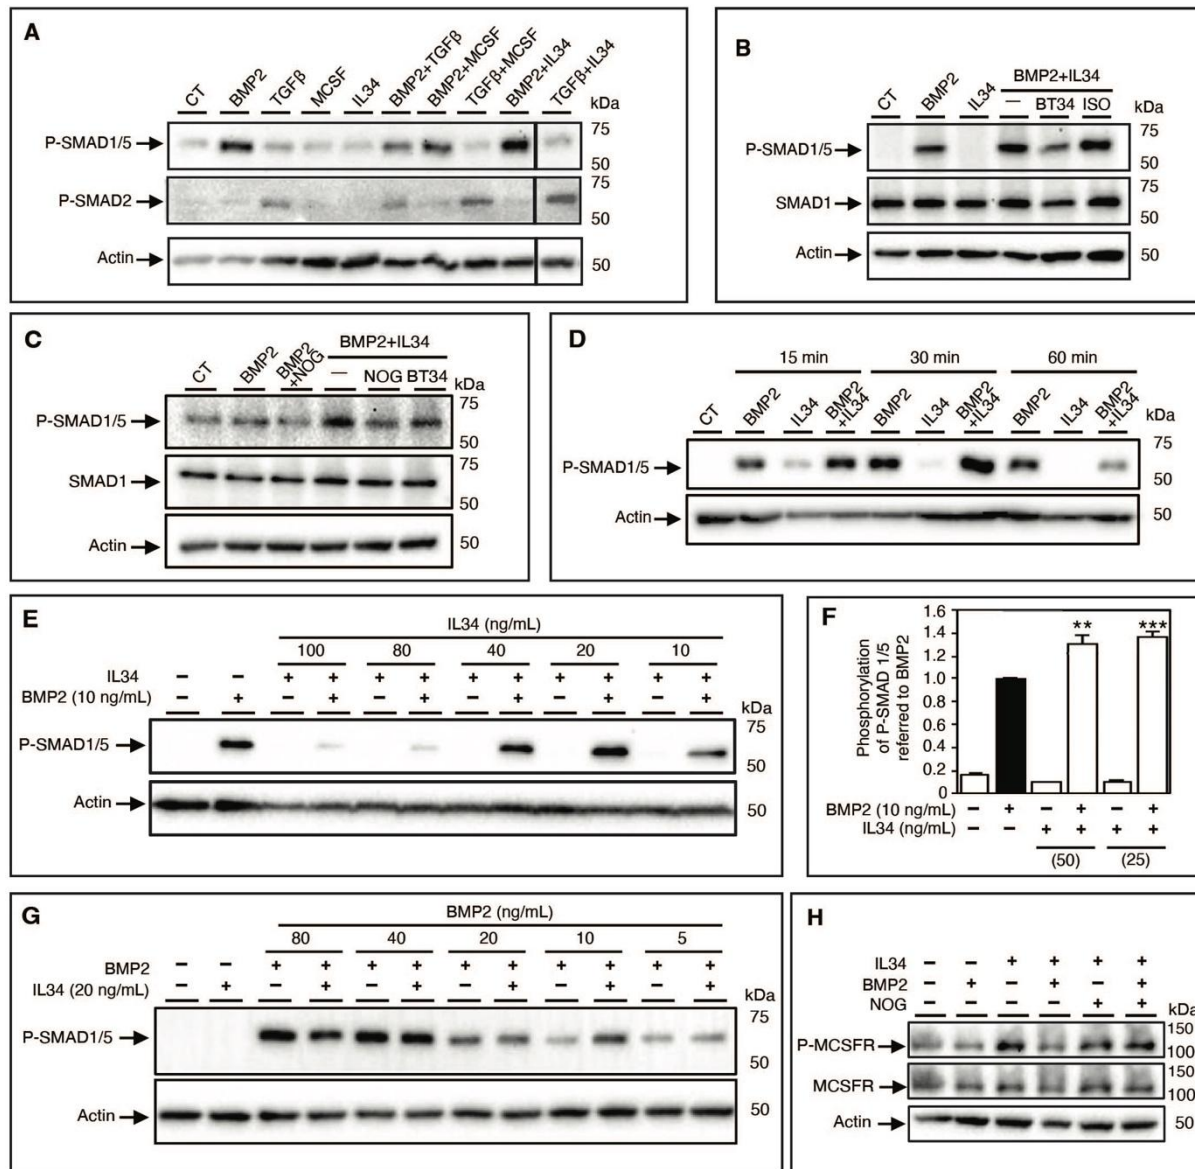 A
CT BMP2 TGFβ MCSF IL34 BMP2+TGFβ BMP2+MCSF TGFβ+MCSF BMP2+IL34 TGFβ+IL34
kDa
P-SMAD1/5 75
50
P-SMAD2 75
50
Actin 50
B
BMP2+IL34
CT BMP2 IL34 — BT34 ISO
kDa
P-SMAD1/5 75
50
SMAD1 75
50
Actin 50
C
BMP2+IL34
CT BMP2 BMP2+NOG — NOG BT34
kDa
P-SMAD1/5 75
50
SMAD1 75
50
Actin 50
D
15 min 30 min 60 min
CT BMP2 IL34 BMP2+IL34 BMP2 IL34 BMP2+IL34 BMP2 IL34 BMP2+IL34
kDa
P-SMAD1/5 75
50
Actin 50
E
IL34 (ng/mL)
100 80 40 20 10
IL34 – – + + + + + + + + + +
BMP2 (10 ng/mL) – + – + – + – + – + – +
kDa
P-SMAD1/5 75
50
Actin 50
F
Phosphorylation
of P-SMAD 1/5
referred to BMP2
1.6
1.4
1.2
1.0
0.8
0.6
0.4
0.2
0
** ***
BMP2 (10 ng/mL) – + – + – +
IL34 (ng/mL) – – + + + +
(50) (25)
G
BMP2 (ng/mL)
80 40 20 10 5
BMP2 – – + + + + + + + + + +
IL34 (20 ng/mL) – + – + – + – + – + – +
kDa
P-SMAD1/5 75
50
Actin 50
H
IL34 – – + + + +
BMP2 – + – + – +
NOG – – – – + +
kDa
P-MCSFR 150
100
MCSFR 150
100
Actin 50